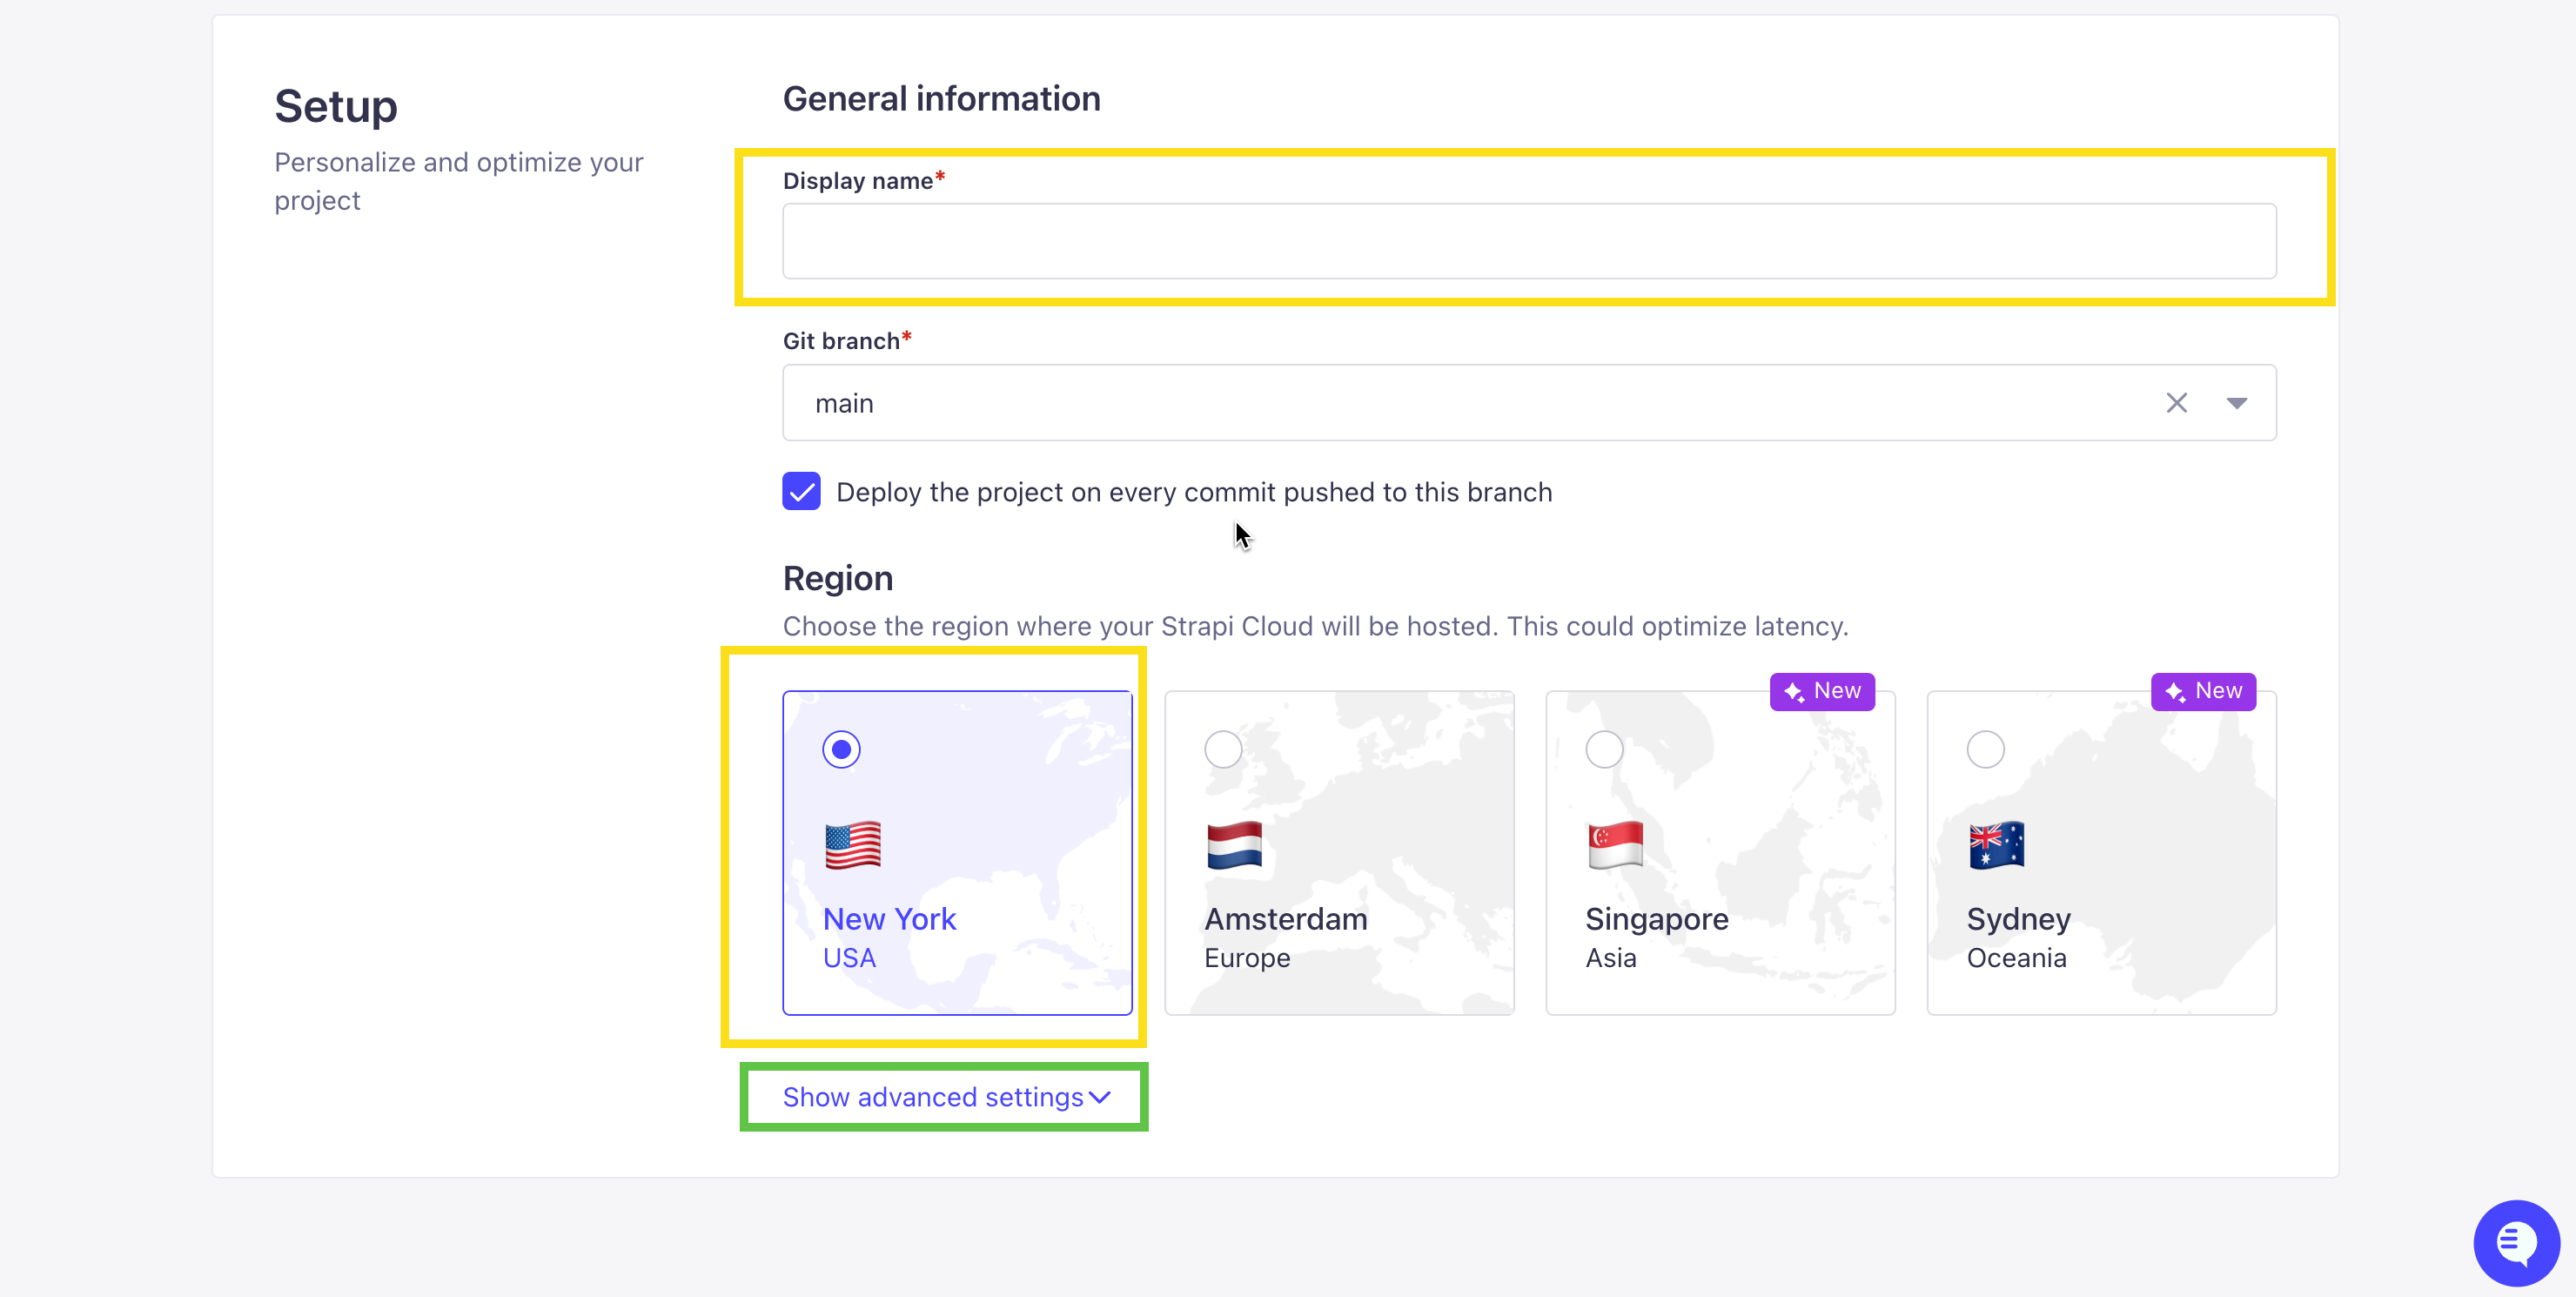 Setup
Personalize and optimize your
project
General information
Display name*
Git branch*
main
Deploy the project on every commit pushed to this branch
Region
Choose the region where your Strapi Cloud will be hosted. This could optimize latency.
New York
USA
Amsterdam
Europe
New
Singapore
Asia
New
Sydney
Oceania
Show advanced settings